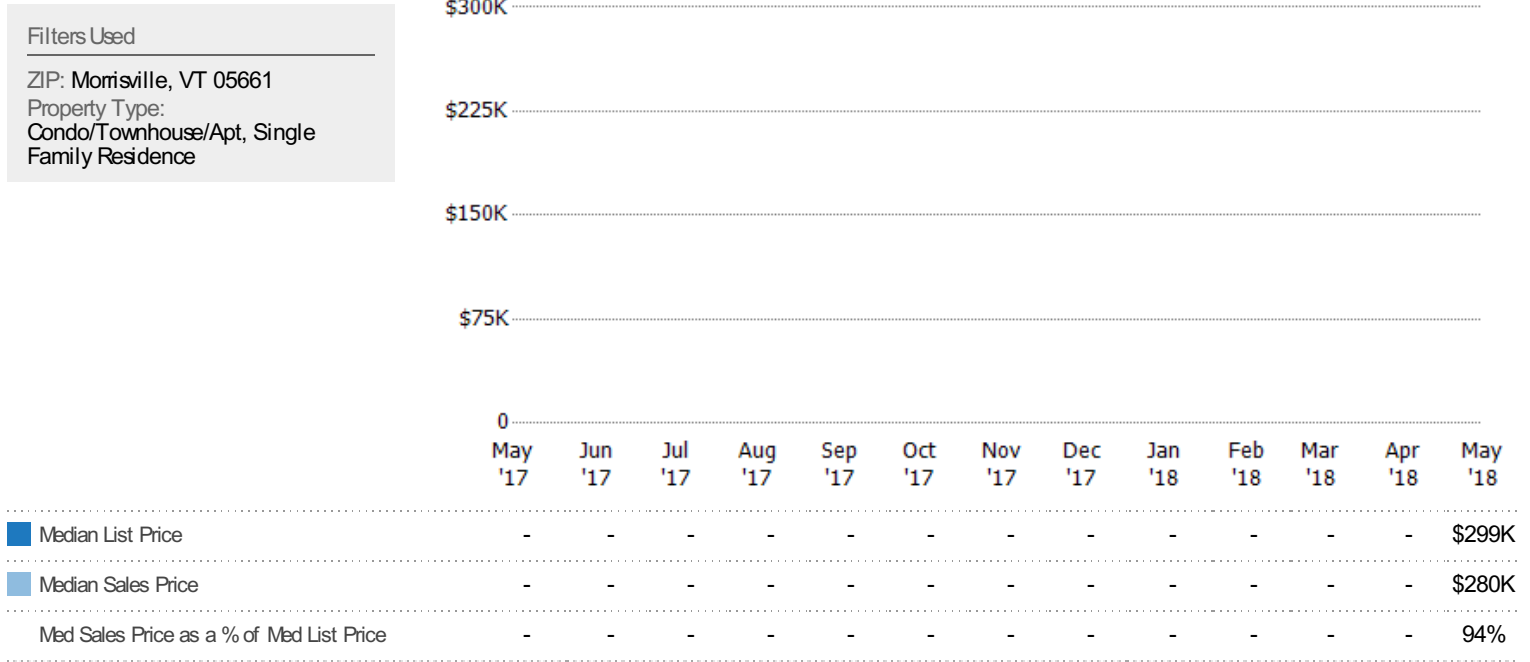 Filters Used
ZIP: Morrisville, VT 05661
Property Type:
Condo/Townhouse/Apt, Single
Family Residence
$300K
$225K
$150K
$75K
0
May Jun Jul Aug Sep Oct Nov Dec Jan Feb Mar Apr May
'17 '17 '17 '17 '17 '17 '17 '17 '18 '18 '18 '18 '18
Median List Price - - - - - - - - - - - - $299K
Median Sales Price - - - - - - - - - - - - $280K
Med Sales Price as a % of Med List Price - - - - - - - - - - - - 94%